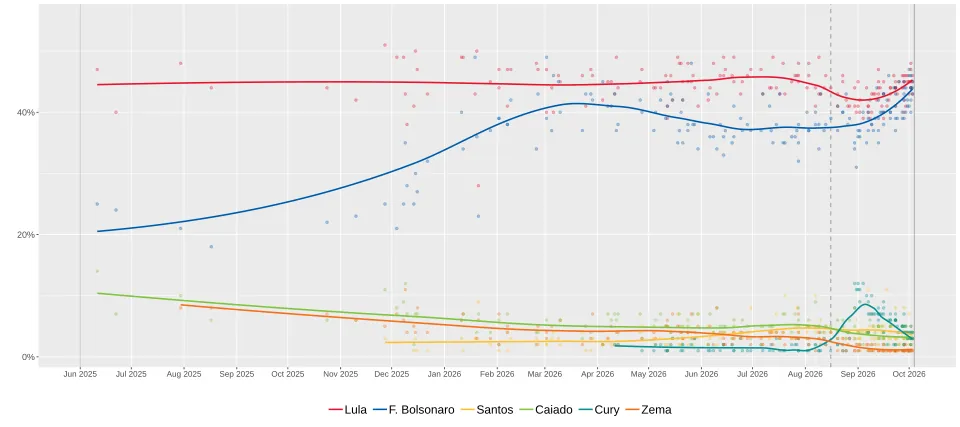 40%
20%
0%
Jun 2025 Jul 2025 Aug 2025 Sep 2025 Oct 2025 Nov 2025 Dec 2025 Jan 2026 Feb 2026 Mar 2026 Apr 2026 May 2026 Jun 2026 Jul 2026 Aug 2026 Sep 2026 Oct 2026
Lula F. Bolsonaro Santos Caiado Cury Zema